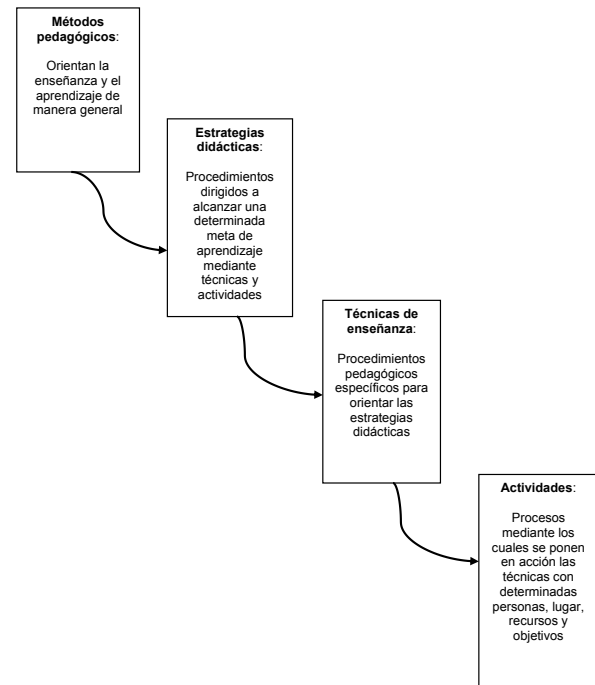 Métodos
pedagógicos:
Orientan la
enseñanza y el
aprendizaje de
manera general
Estrategias
didácticas:
Procedimientos
dirigidos a
alcanzar una
determinada
meta de
aprendizaje
mediante
técnicas y
actividades
Técnicas de
enseñanza:
Procedimientos
pedagógicos
específicos para
orientar las
estrategias
didácticas
Actividades:
Procesos
mediante los
cuales se ponen
en acción las
técnicas con
determinadas
personas, lugar,
recursos y
objetivos